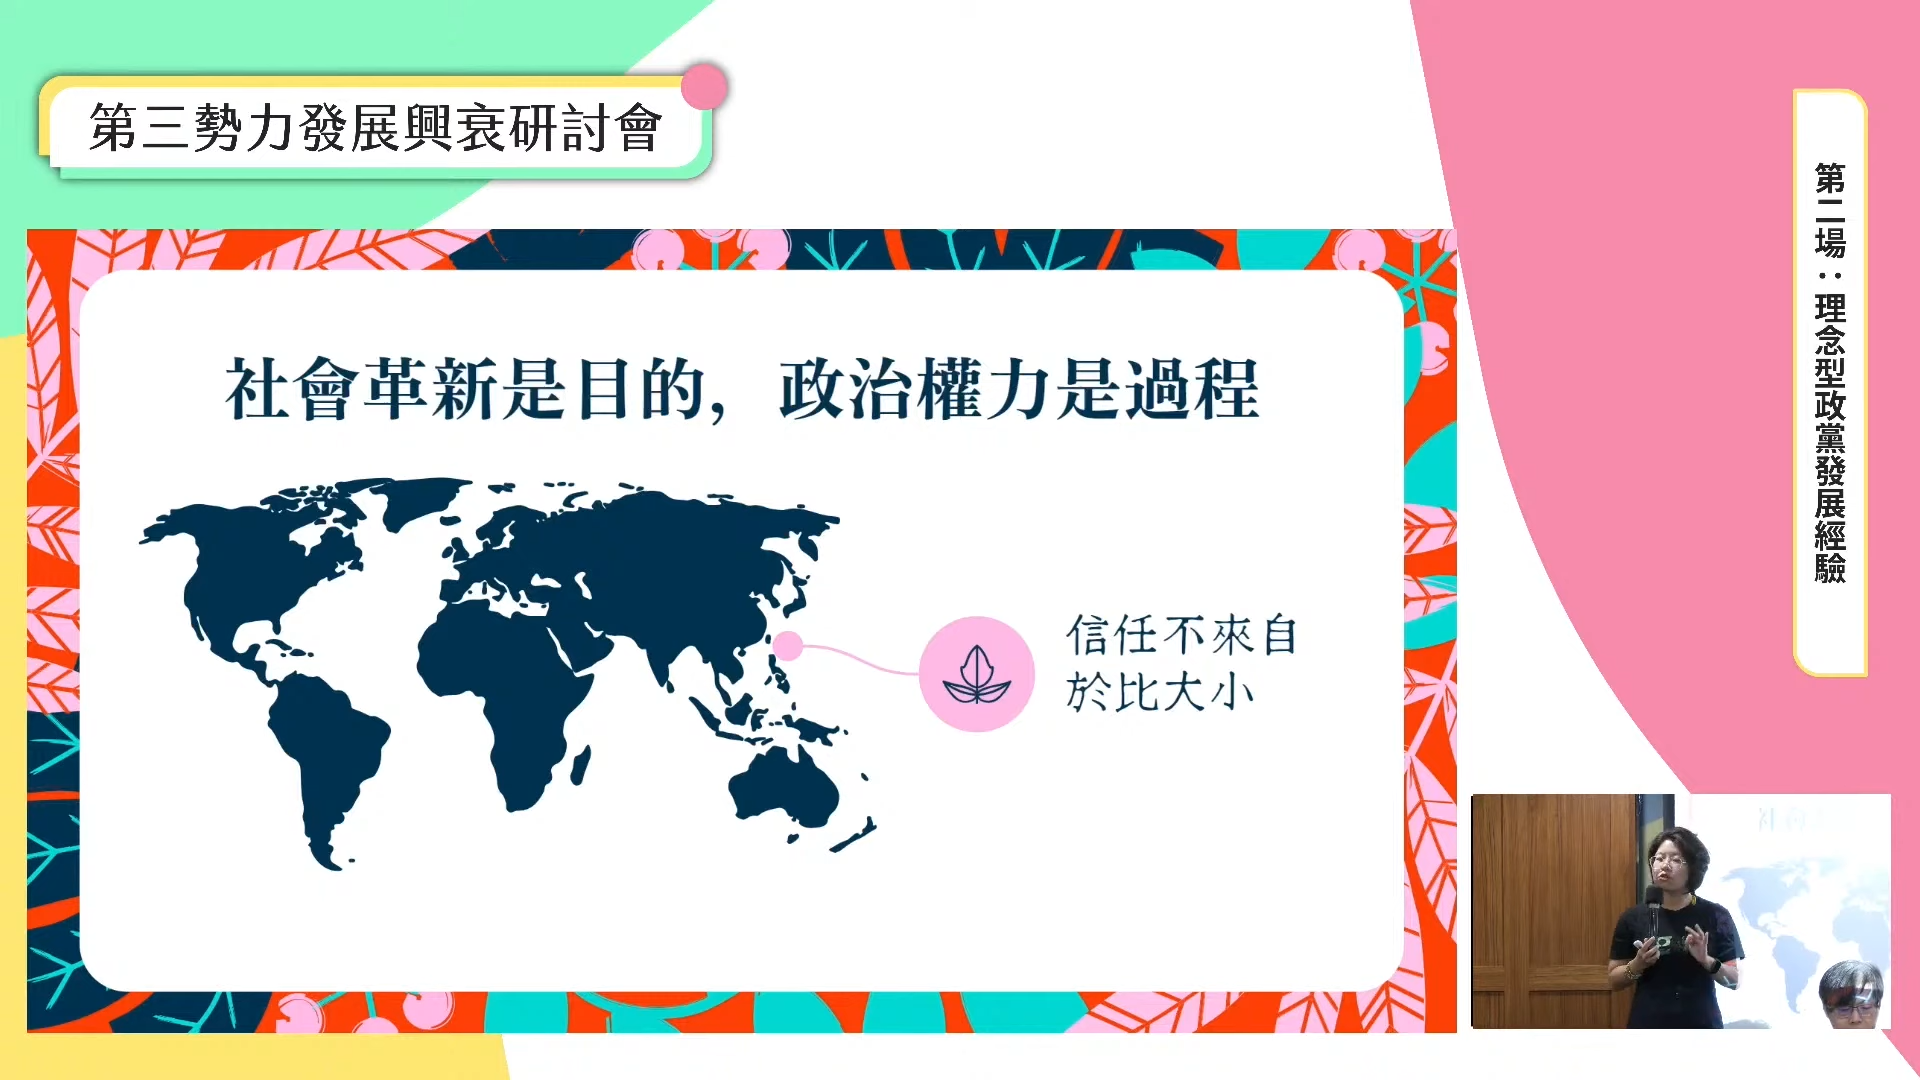 第三勢力發展興衰研討會
社會革新是目的，政治權力是過程
信任不來自
於比大小
第二場：理念型政黨發展經驗